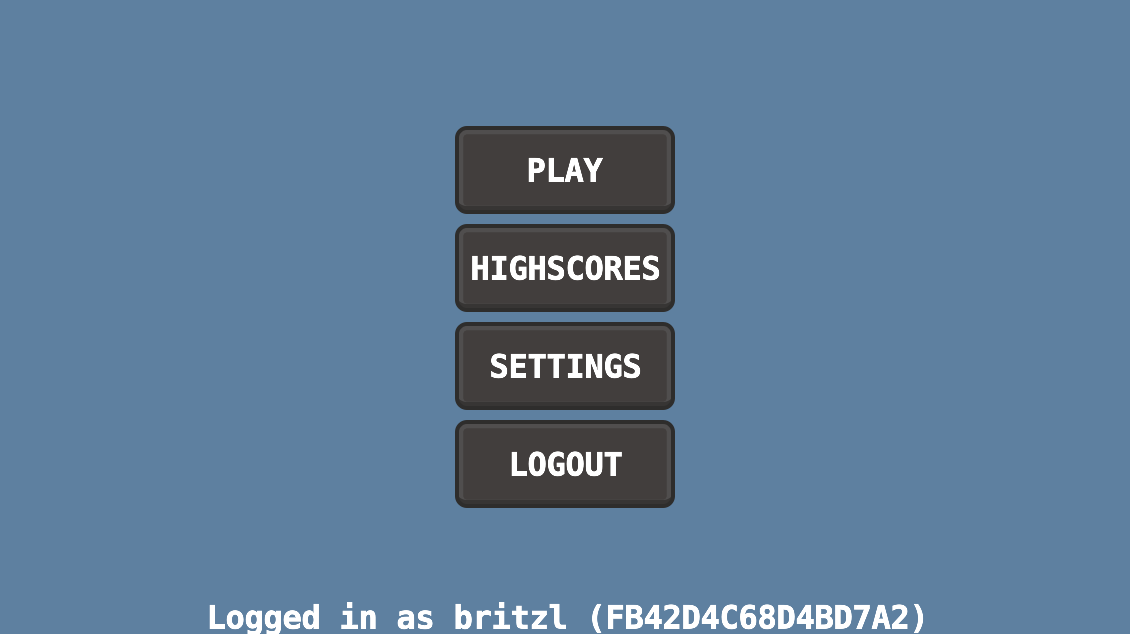 PLAY
HIGHSCORES
SETTINGS
LOGOUT
Logged in as britzl (FB42D4C68D4BD7A2)